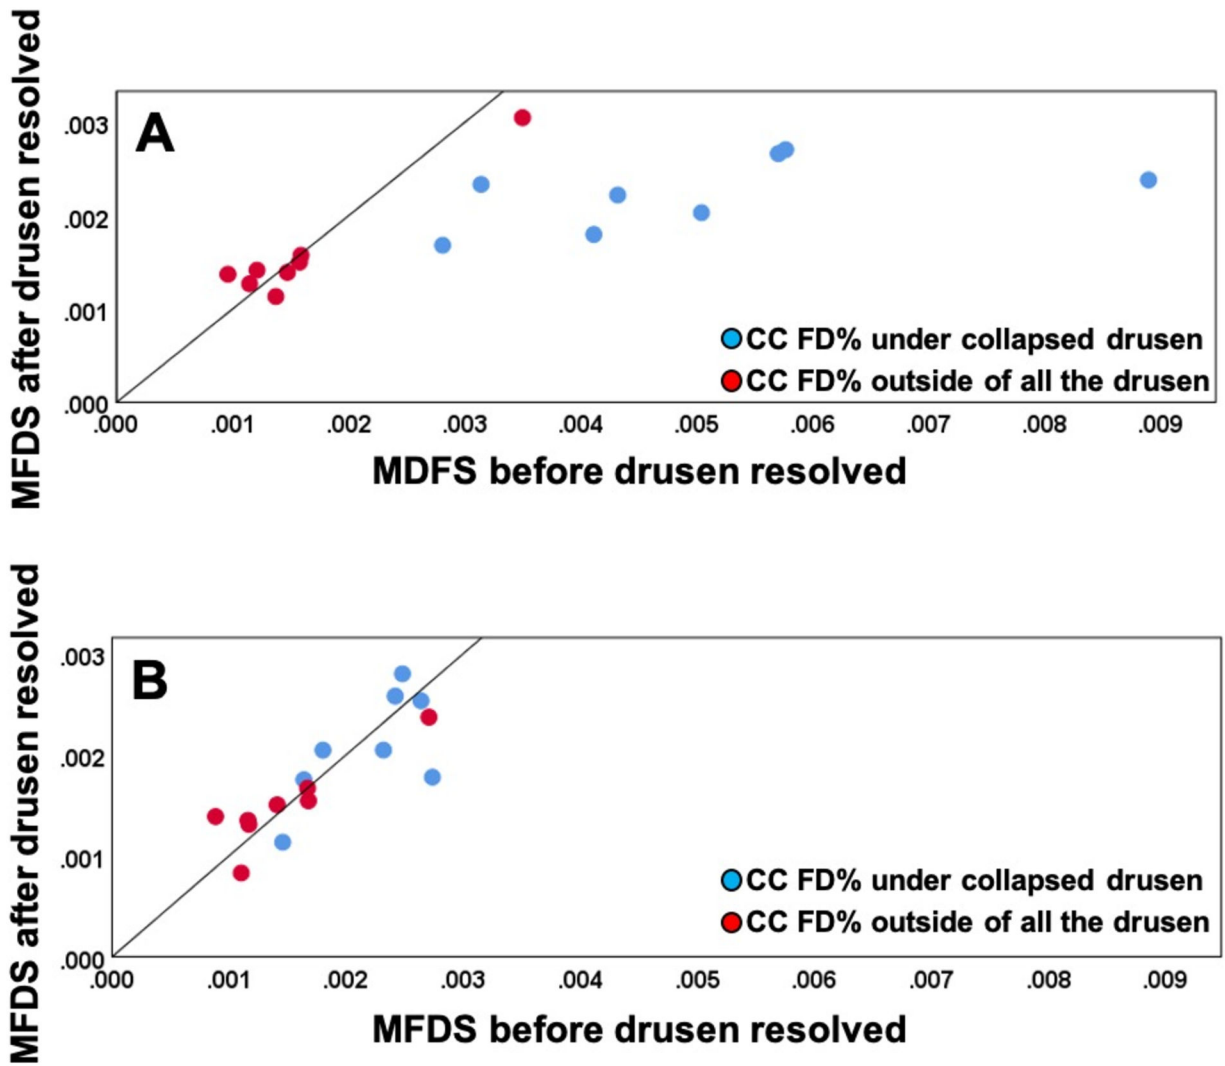 MFDS after drusen resolved
A
.003
.002
.001
.000
.000 .001 .002 .003 .004 .005 .006 .007 .008 .009
CC FD% under collapsed drusen
CC FD% outside of all the drusen
MDFS before drusen resolved
MFDS after drusen resolved
B
.003
.002
.001
.000
.000 .001 .002 .003 .004 .005 .006 .007 .008 .009
CC FD% under collapsed drusen
CC FD% outside of all the drusen
MFDS before drusen resolved